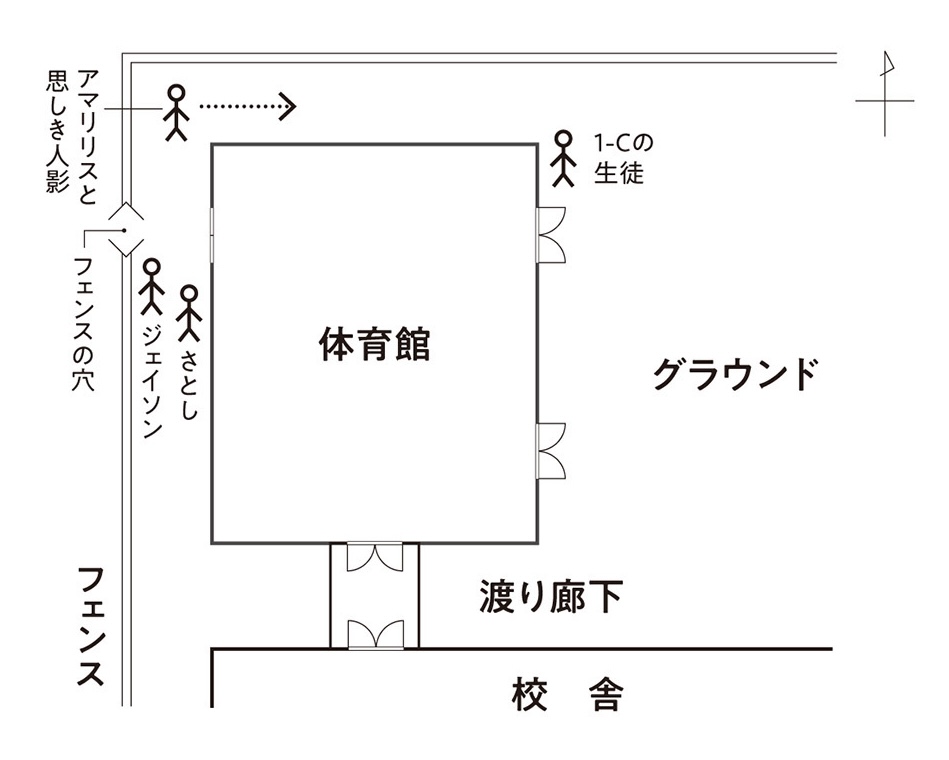 アマリリスと
思しき人影
1-Cの
生徒
フェンスの穴
ジェイソン
さとし
体育館
グラウンド
フェンス
渡り廊下
校 舎